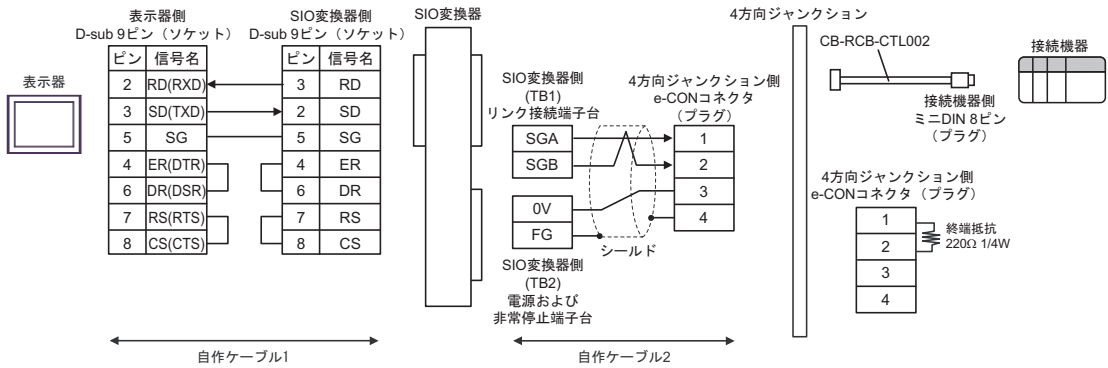 表示器
表示器側
D-sub 9ピン（ソケット）
ピン 信号名
2 RD(RXD)
3 SD(TXD)
5 SG
4 ER(DTR)
6 DR(DSR)
7 RS(RTS)
8 CS(CTS)
SIO変換器側
D-sub 9ピン（ソケット）
ピン 信号名
3 RD
2 SD
5 SG
4 ER
6 DR
7 RS
8 CS
自作ケーブル1
SIO変換器
SIO変換器側
(TB1)
リンク接続端子台
SGA
SGB
0V
FG
SIO変換器側
(TB2)
電源および
非常停止端子台
シールド
4方向ジャンクション側
e-CONコネクタ
（プラグ）
1
2
3
4
自作ケーブル2
4方向ジャンクション
CB-RCB-CTL002
接続機器
接続機器側
ミニDIN 8ピン
（プラグ）
4方向ジャンクション側
e-CONコネクタ（プラグ）
1
2
3
4
終端抵抗
220Ω 1/4W